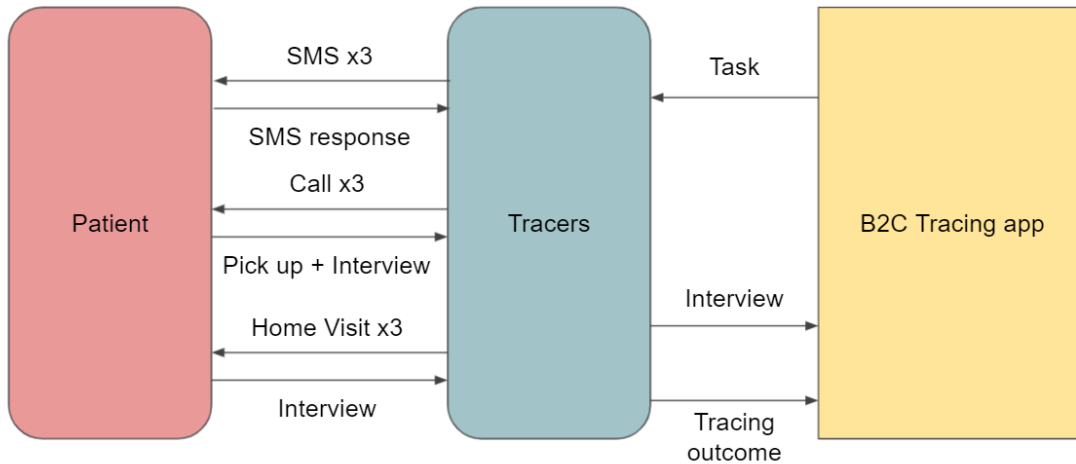 SMS x3
Task
SMS response
Call x3
Patient
Tracers
B2C Tracing app
Pick up + Interview
Interview
Home Visit x3
Interview
Tracing
outcome